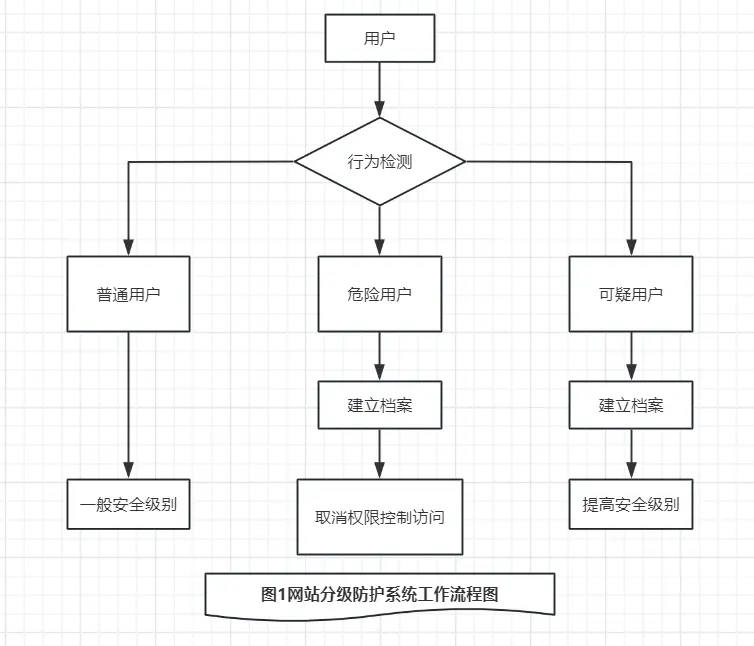 用户
行为检测
普通用户
危险用户
可疑用户
建立档案
建立档案
一般安全级别
取消权限控制访问
提高安全级别
图1网站分级防护系统工作流程图